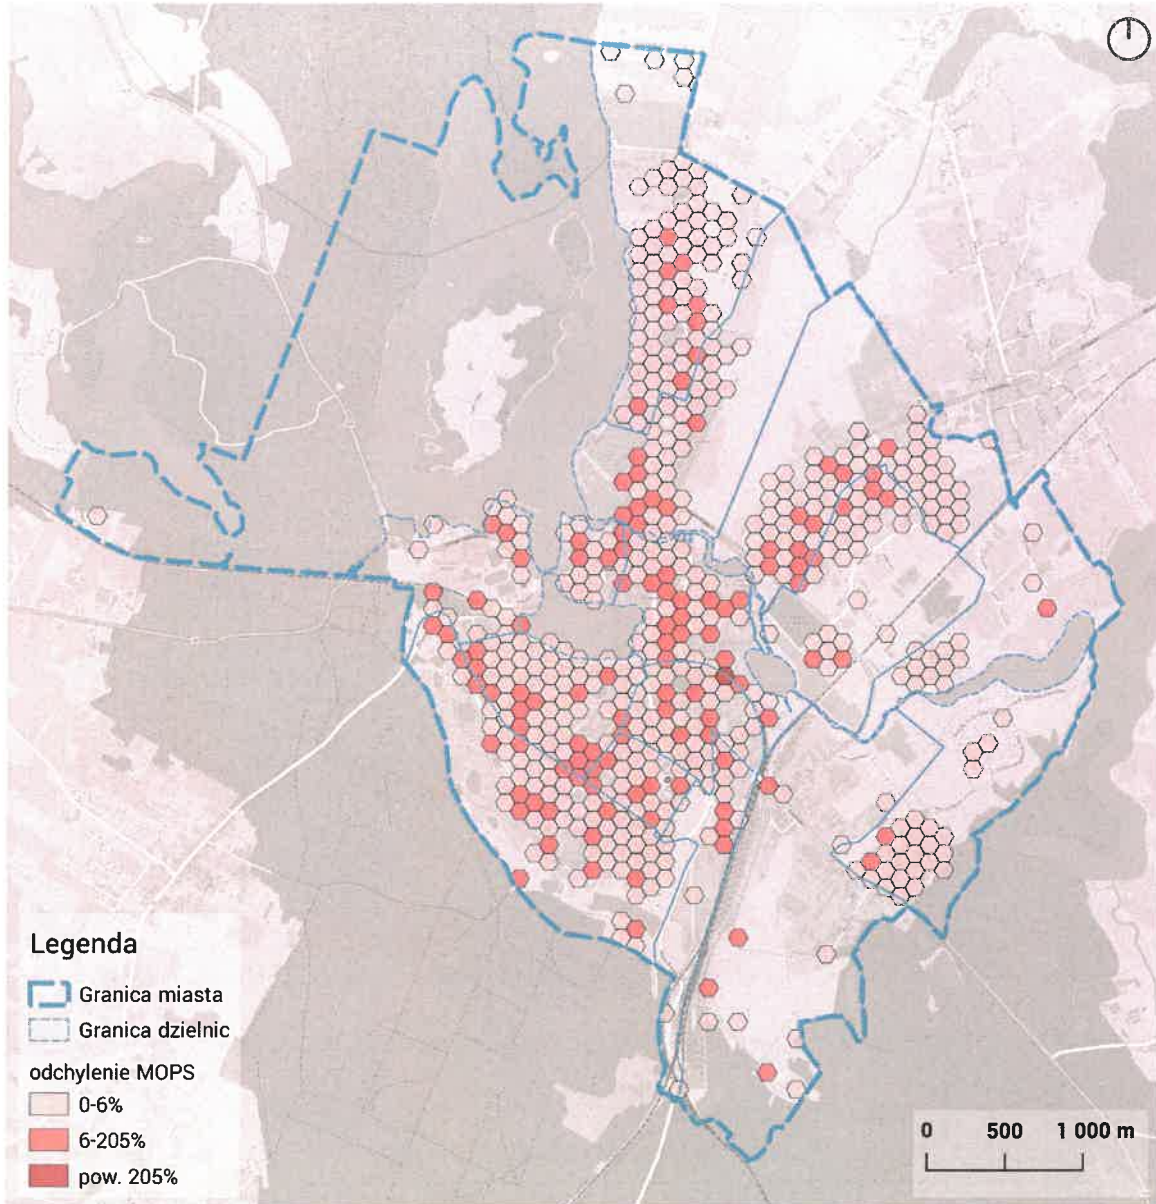 Legenda
Granica miasta
Granica dzielnic
odchylenie MOPS
0-6%
6-205%
pow. 205%
0 500 1 000 m